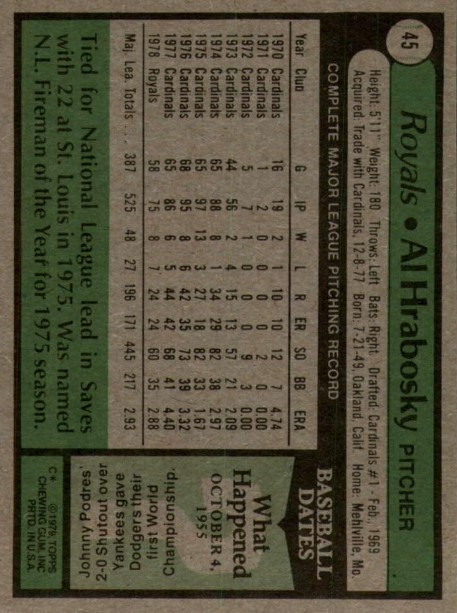 45
Royals • Al Hrabosky PITCHER
Height: 5'11" Weight: 180 Throws: Left Bats: Right Drafted: Cardinals #1 - Feb., 1969
Acquired: Trade with Cardinals, 12-8-77 Born: 7-21-49, Oakland, Calif. Home: Mehlville, Mo.
COMPLETE MAJOR LEAGUE PITCHING RECORD
Year Club G IP W L R ER SO BB ERA
1970 Cardinals 16 19 2 1 10 10 12 7 4.74
1971 Cardinals 1 2 0 0 0 0 2 0 0.00
1972 Cardinals 5 7 1 0 0 0 9 3 0.00
1973 Cardinals 44 56 2 4 15 13 57 21 2.09
1974 Cardinals 65 88 8 1 34 29 82 38 2.97
1975 Cardinals 65 97 13 3 27 18 82 33 1.67
1976 Cardinals 68 95 8 6 42 35 73 39 3.32
1977 Cardinals 65 86 6 5 44 42 68 41 4.40
1978 Royals 58 75 8 7 24 24 60 35 2.88
Maj. Lea. Totals 387 525 48 27 196 171 445 217 2.93
Tied for National League lead in Saves
with 22 at St. Louis in 1975. Was named
N.L. Fireman of the Year for 1975 season.
BASEBALL
DATES
OCTOBER 4,
1955
What
Happened
Johnny Podres,
2-0 Shutout over
Yankees gave
Dodgers their
first World
Championship.
C* © 1979, TOPPS
CHEWING GUM, INC
PRTD. IN U.S.A.